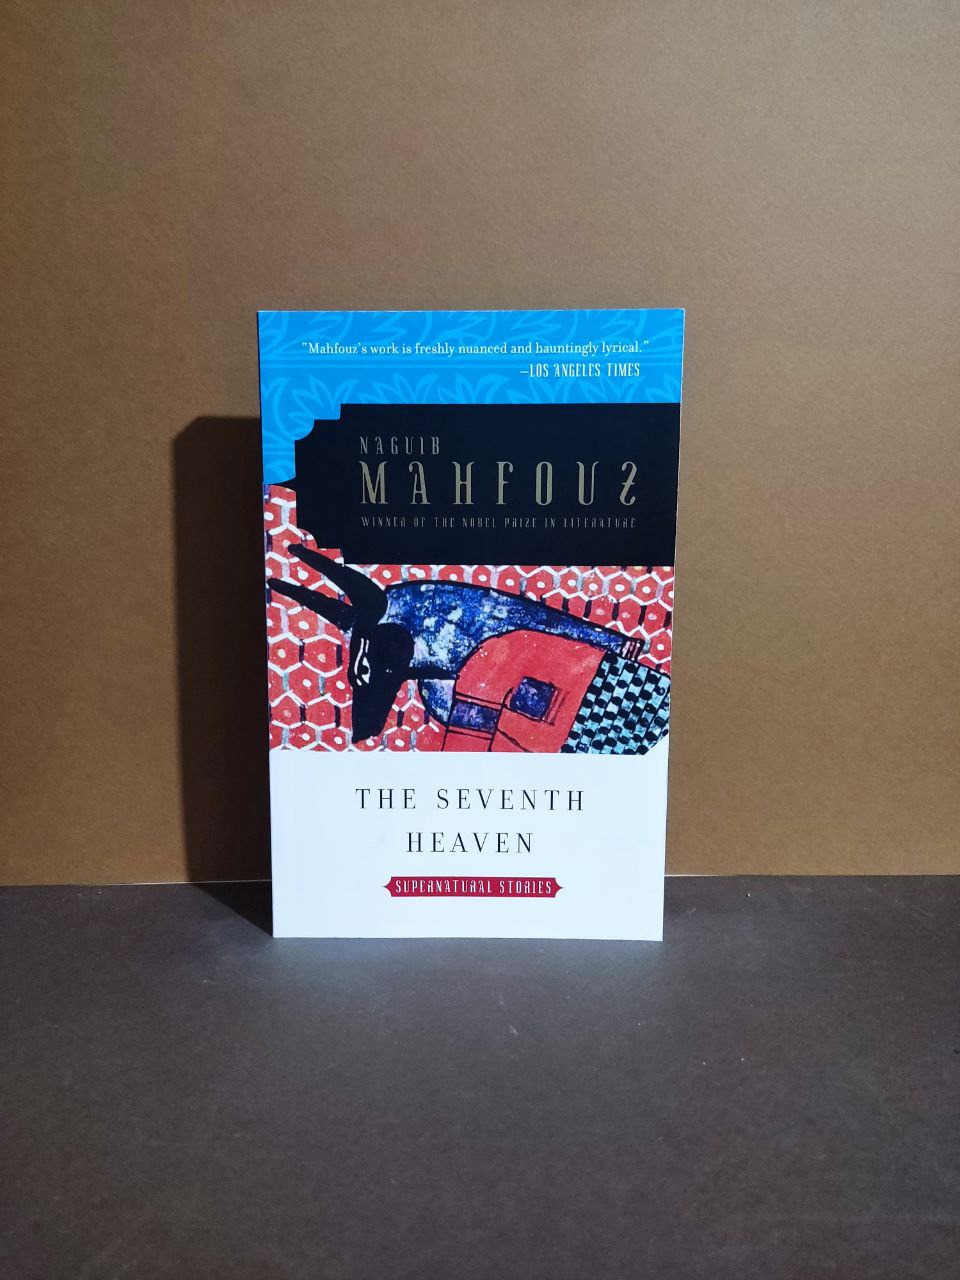 "Mahfouz's work is freshly nuanced and hauntingly lyrical."
—LOS ANGELES TIMES
NAGUIB
MAHFOUZ
WINNER OF THE NOBEL PRIZE IN LITERATURE
THE SEVENTH
HEAVEN
SUPERNATURAL STORIES